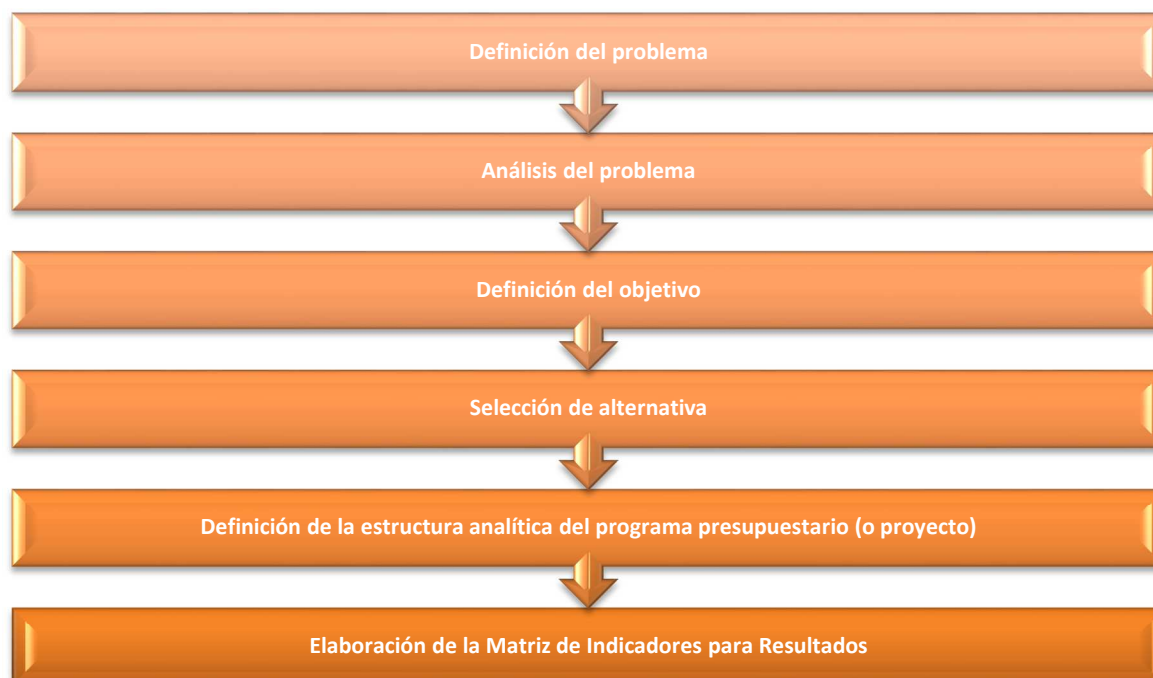 Definición del problema
Análisis del problema
Definición del objetivo
Selección de alternativa
Definición de la estructura analítica del programa presupuestario (o proyecto)
Elaboración de la Matriz de Indicadores para Resultados